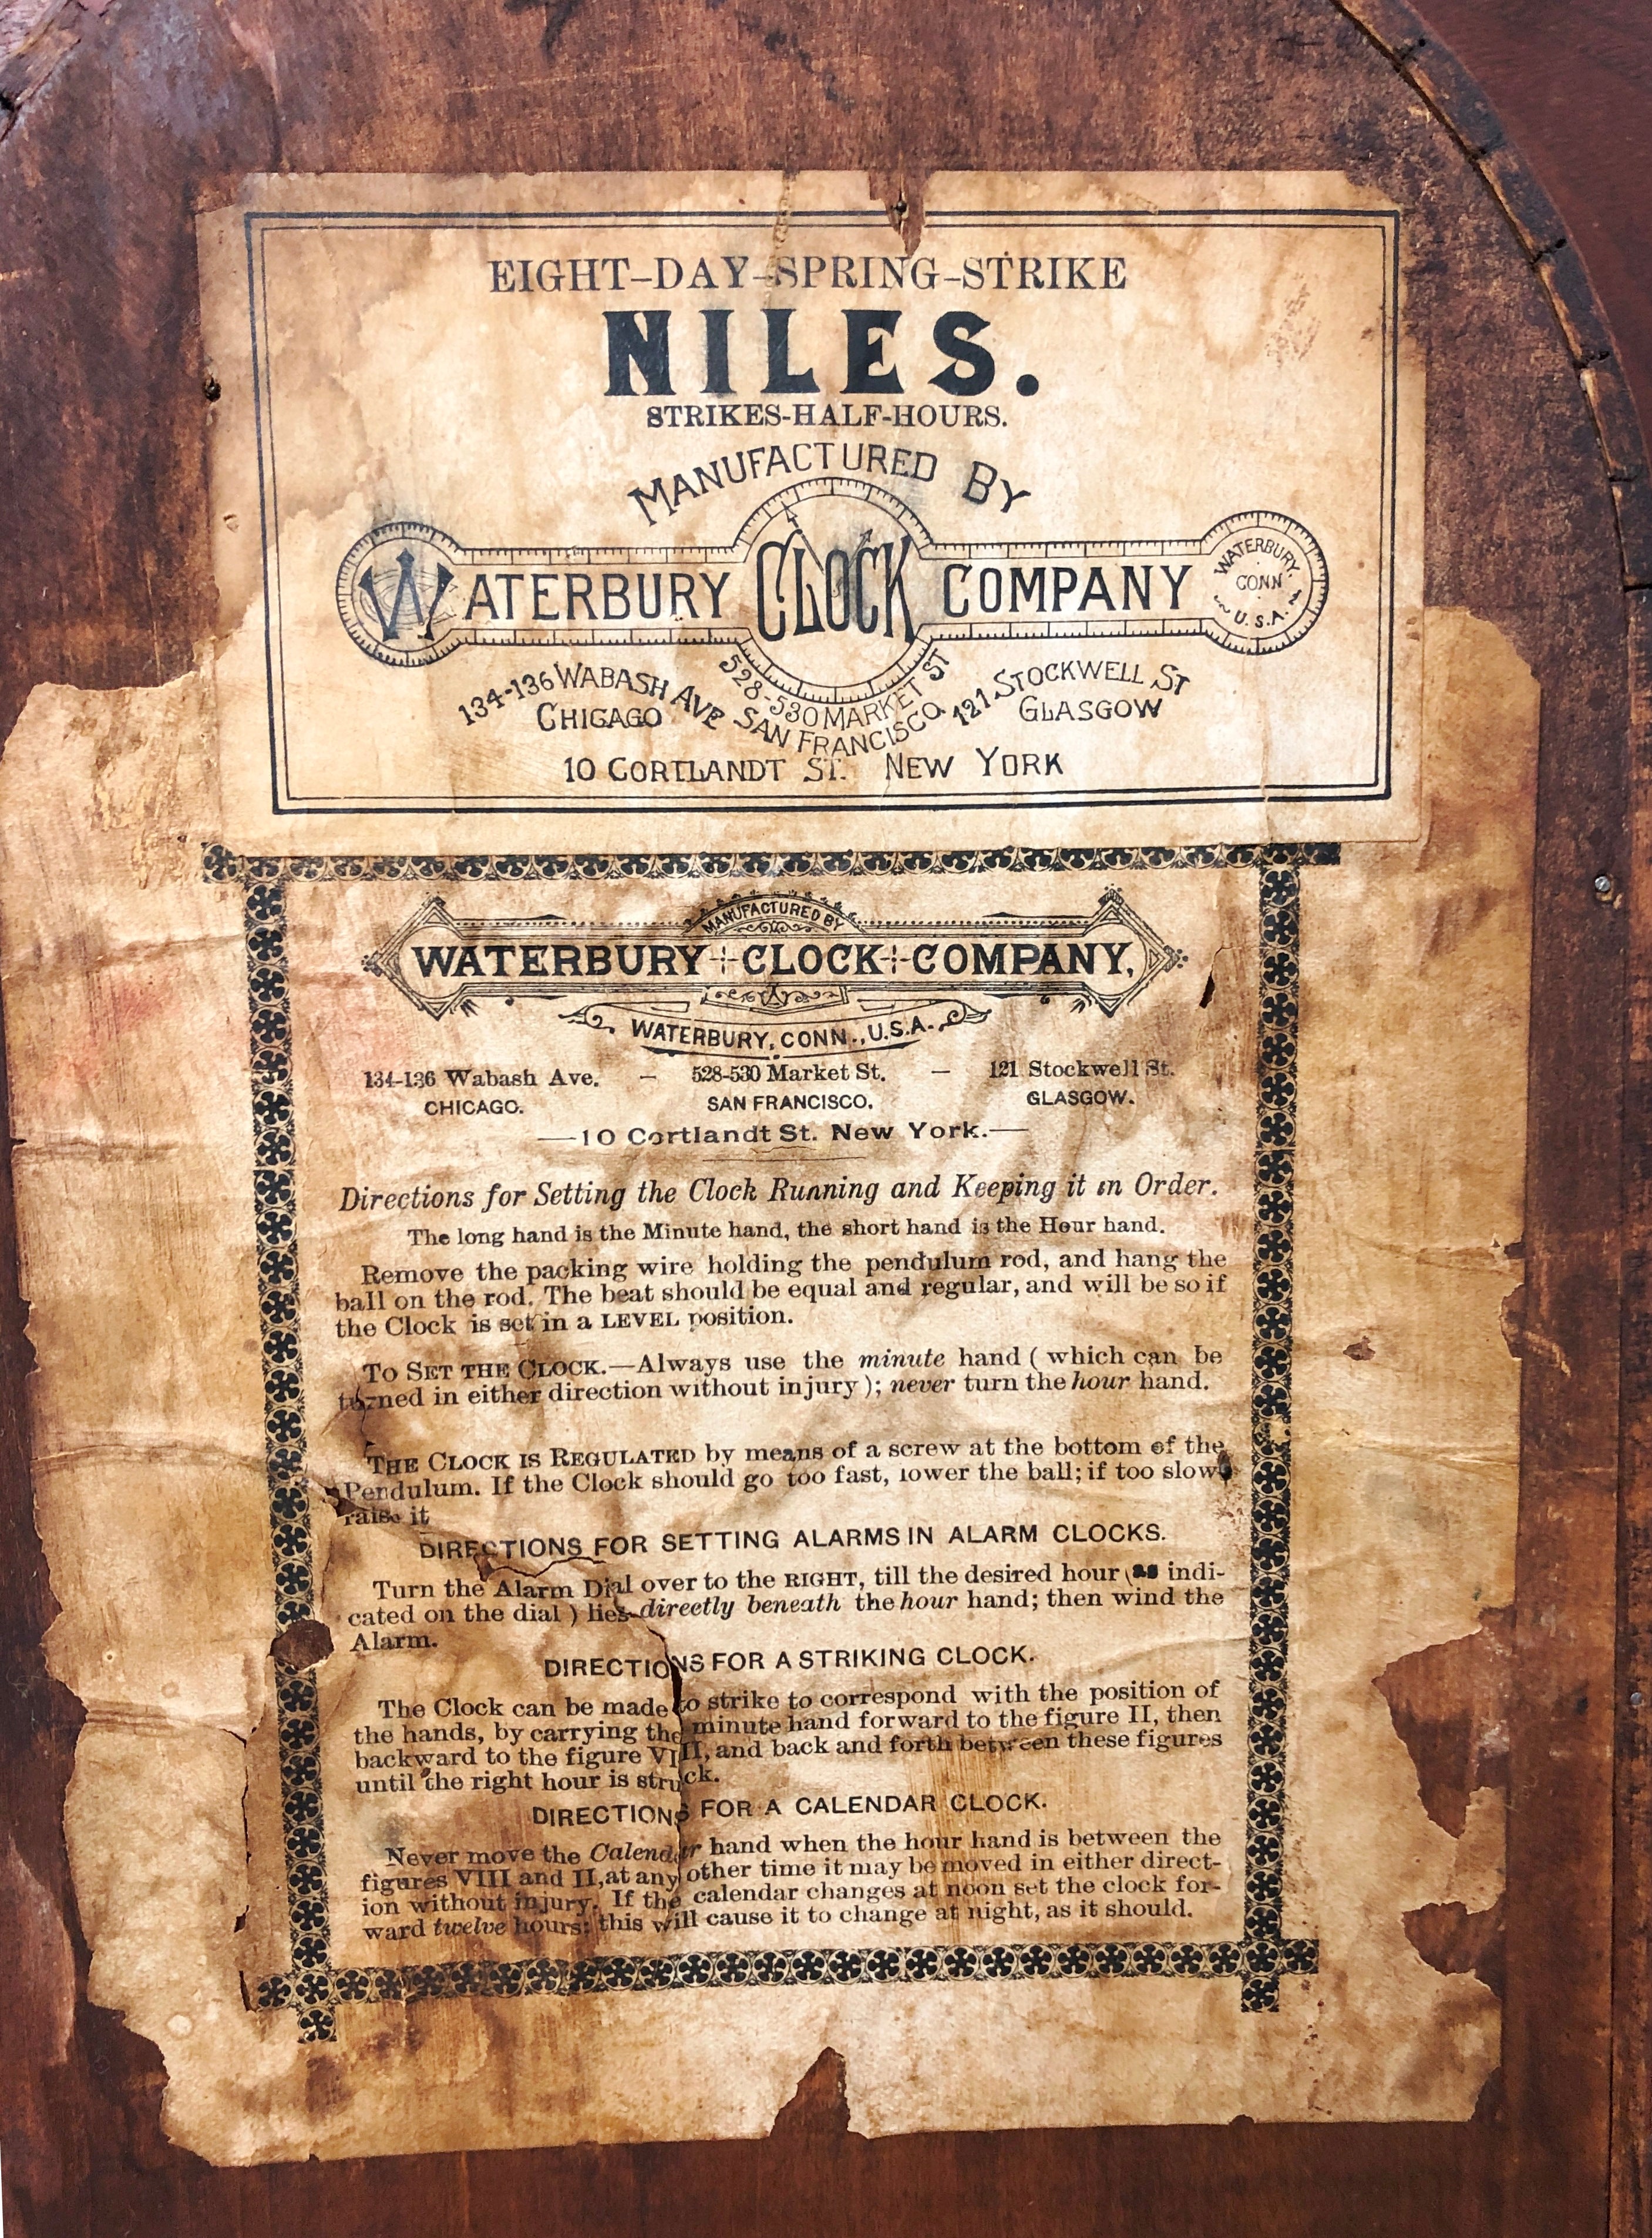 EIGHT-DAY-SPRING-STRIKE
NILES.
STRIKES-HALF-HOURS.
MANUFACTURED BY
WATERBURY CLOCK COMPANY
WATERBURY.
CONN
U.S.A.
134-136 WABASH AVE
CHICAGO
528-530 MARKET ST
SAN FRANCISCO.
121 STOCKWELL ST
GLASGOW
10 CORTLANDT ST. NEW YORK
MANUFACTURED BY
WATERBURY CLOCK COMPANY,
WATERBURY, CONN., U.S.A.
134-136 Wabash Ave. — 528-530 Market St. — 121 Stockwell St.
CHICAGO. SAN FRANCISCO. GLASGOW.
—10 Cortlandt St. New York.—
Directions for Setting the Clock Running and Keeping it in Order.
The long hand is the Minute hand, the short hand is the Hour hand.
Remove the packing wire holding the pendulum rod, and hang the
ball on the rod. The beat should be equal and regular, and will be so if
the Clock is set in a LEVEL position.
TO SET THE CLOCK.—Always use the minute hand ( which can be
turned in either direction without injury ); never turn the hour hand.
THE CLOCK IS REGULATED by means of a screw at the bottom of the
Pendulum. If the Clock should go too fast, lower the ball; if too slow
raise it
DIRECTIONS FOR SETTING ALARMS IN ALARM CLOCKS.
Turn the Alarm Dial over to the RIGHT, till the desired hour (as indi-
cated on the dial ) lies directly beneath the hour hand; then wind the
Alarm.
DIRECTIONS FOR A STRIKING CLOCK.
The Clock can be made to strike to correspond with the position of
the hands, by carrying the minute hand forward to the figure II, then
backward to the figure VIII, and back and forth between these figures
until the right hour is struck.
DIRECTIONS FOR A CALENDAR CLOCK.
Never move the Calendar hand when the hour hand is between the
figures VIII and II, at any other time it may be moved in either direct-
ion without injury. If the calendar changes at noon set the clock for-
ward twelve hours: this will cause it to change at night, as it should.